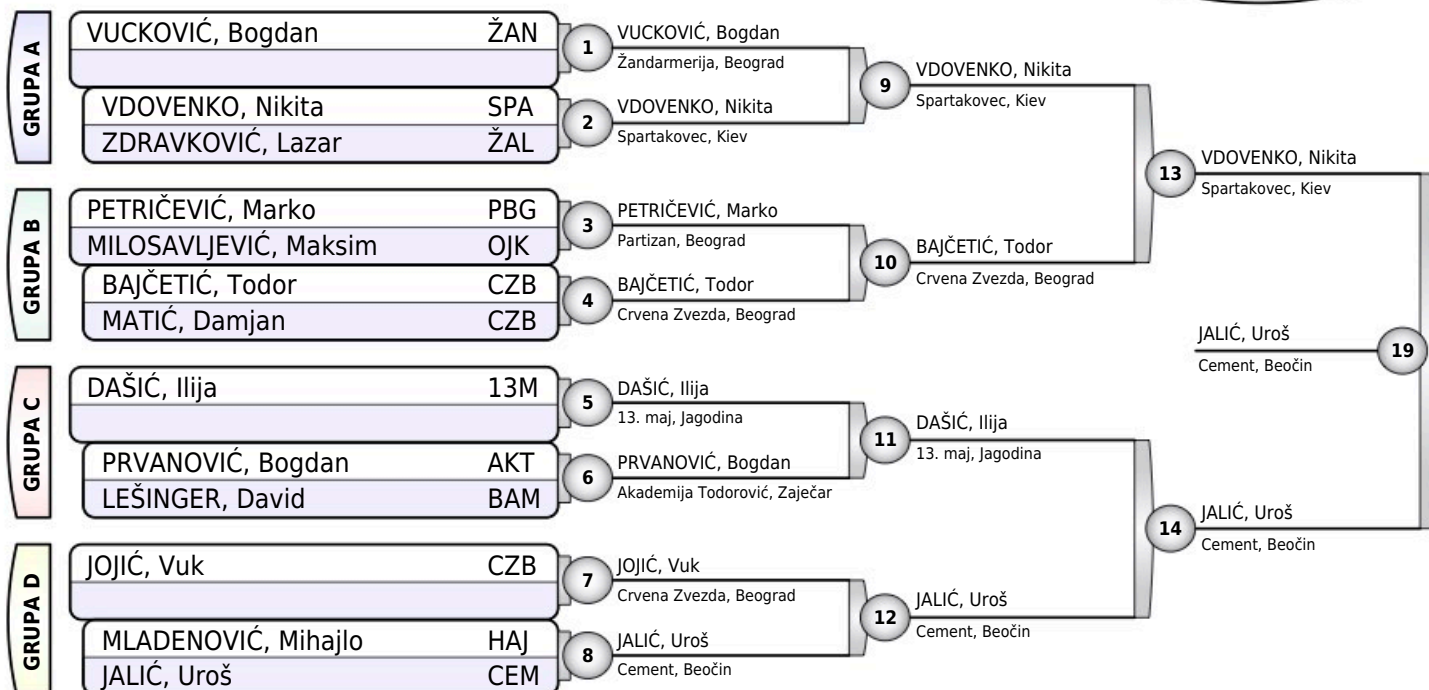 GRUPA A
VUCKOVIĆ, Bogdan ŽAN
VDOVENKO, Nikita SPA
ZDRAVKOVIĆ, Lazar ŽAL
GRUPA B
PETRIČEVIĆ, Marko PBG
MILOSAVLJEVIĆ, Maksim OJK
BAJČETIĆ, Todor CZB
MATIĆ, Damjan CZB
GRUPA C
DAŠIĆ, Ilija 13M
PRVANOVIĆ, Bogdan AKT
LEŠINGER, David BAM
GRUPA D
JOJIĆ, Vuk CZB
MLADENOVIĆ, Mihajlo HAJ
JALIĆ, Uroš CEM
1
VUCKOVIĆ, Bogdan
Žandarmerija, Beograd
2
VDOVENKO, Nikita
Spartakovec, Kiev
3
PETRIČEVIĆ, Marko
Partizan, Beograd
4
BAJČETIĆ, Todor
Crvena Zvezda, Beograd
5
DAŠIĆ, Ilija
13. maj, Jagodina
6
PRVANOVIĆ, Bogdan
Akademija Todorović, Zaječar
7
JOJIĆ, Vuk
Crvena Zvezda, Beograd
8
JALIĆ, Uroš
Cement, Beočin
9
VDOVENKO, Nikita
Spartakovec, Kiev
10
BAJČETIĆ, Todor
Crvena Zvezda, Beograd
11
DAŠIĆ, Ilija
13. maj, Jagodina
12
JALIĆ, Uroš
Cement, Beočin
13
VDOVENKO, Nikita
Spartakovec, Kiev
14
JALIĆ, Uroš
Cement, Beočin
JALIĆ, Uroš
Cement, Beočin
19